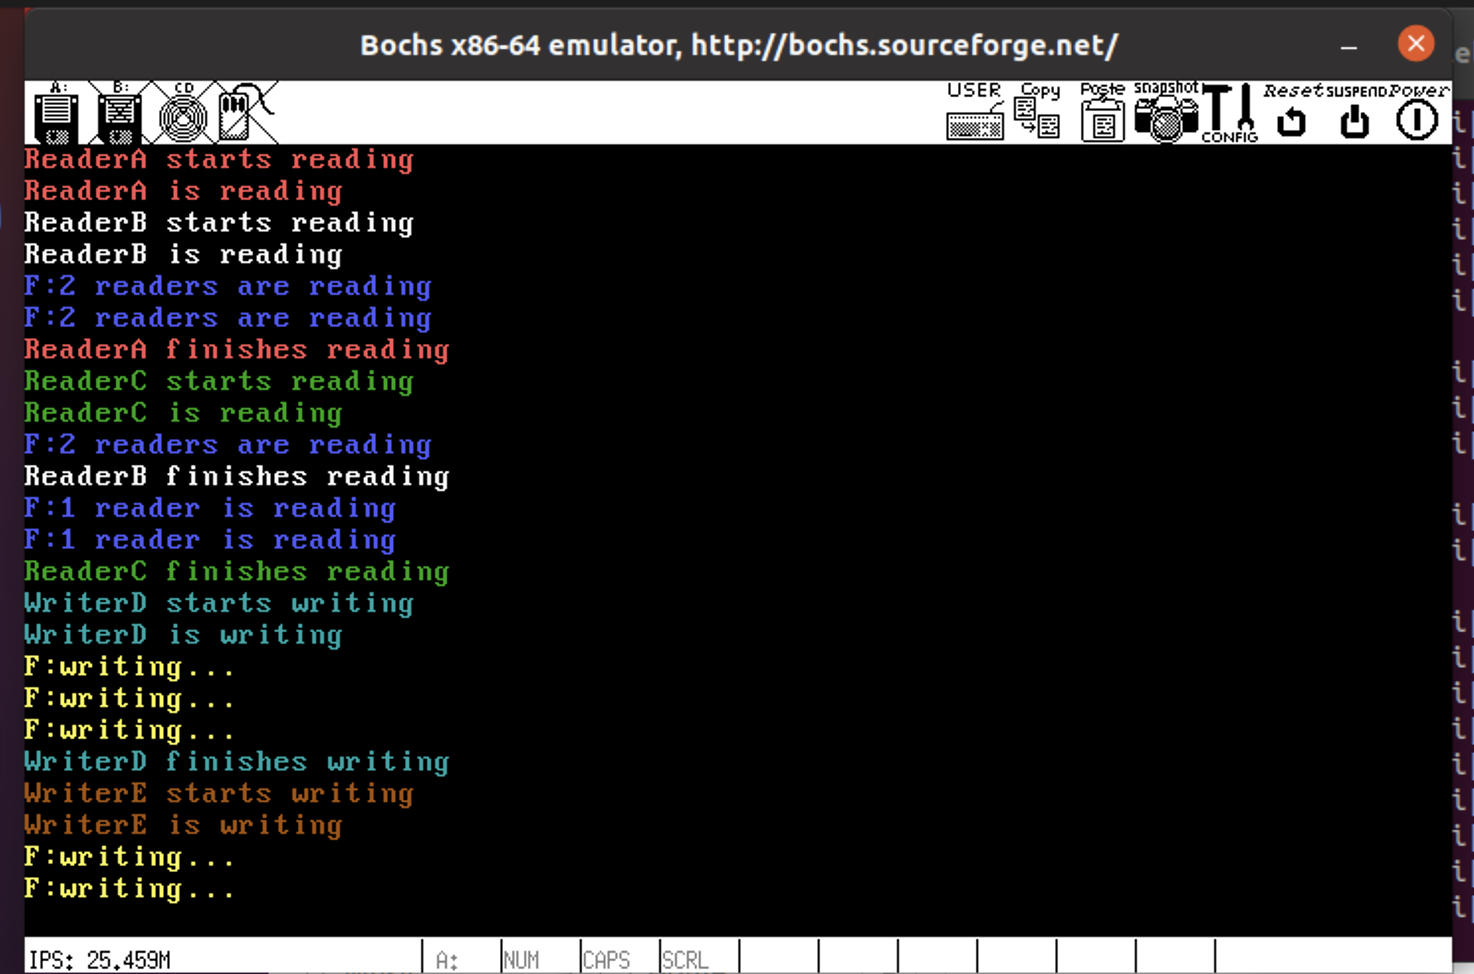 Bochs x86-64 emulator, http://bochs.sourceforge.net/
A: B: CD USER Copy Paste snapshot CONFIG Reset SUSPEND Power
ReaderA starts reading
ReaderA is reading
ReaderB starts reading
ReaderB is reading
F:2 readers are reading
F:2 readers are reading
ReaderA finishes reading
ReaderC starts reading
ReaderC is reading
F:2 readers are reading
ReaderB finishes reading
F:1 reader is reading
F:1 reader is reading
ReaderC finishes reading
WriterD starts writing
WriterD is writing
F:writing...
F:writing...
F:writing...
WriterD finishes writing
WriterE starts writing
WriterE is writing
F:writing...
F:writing...
IPS: 25.459M A: NUM CAPS SCRL